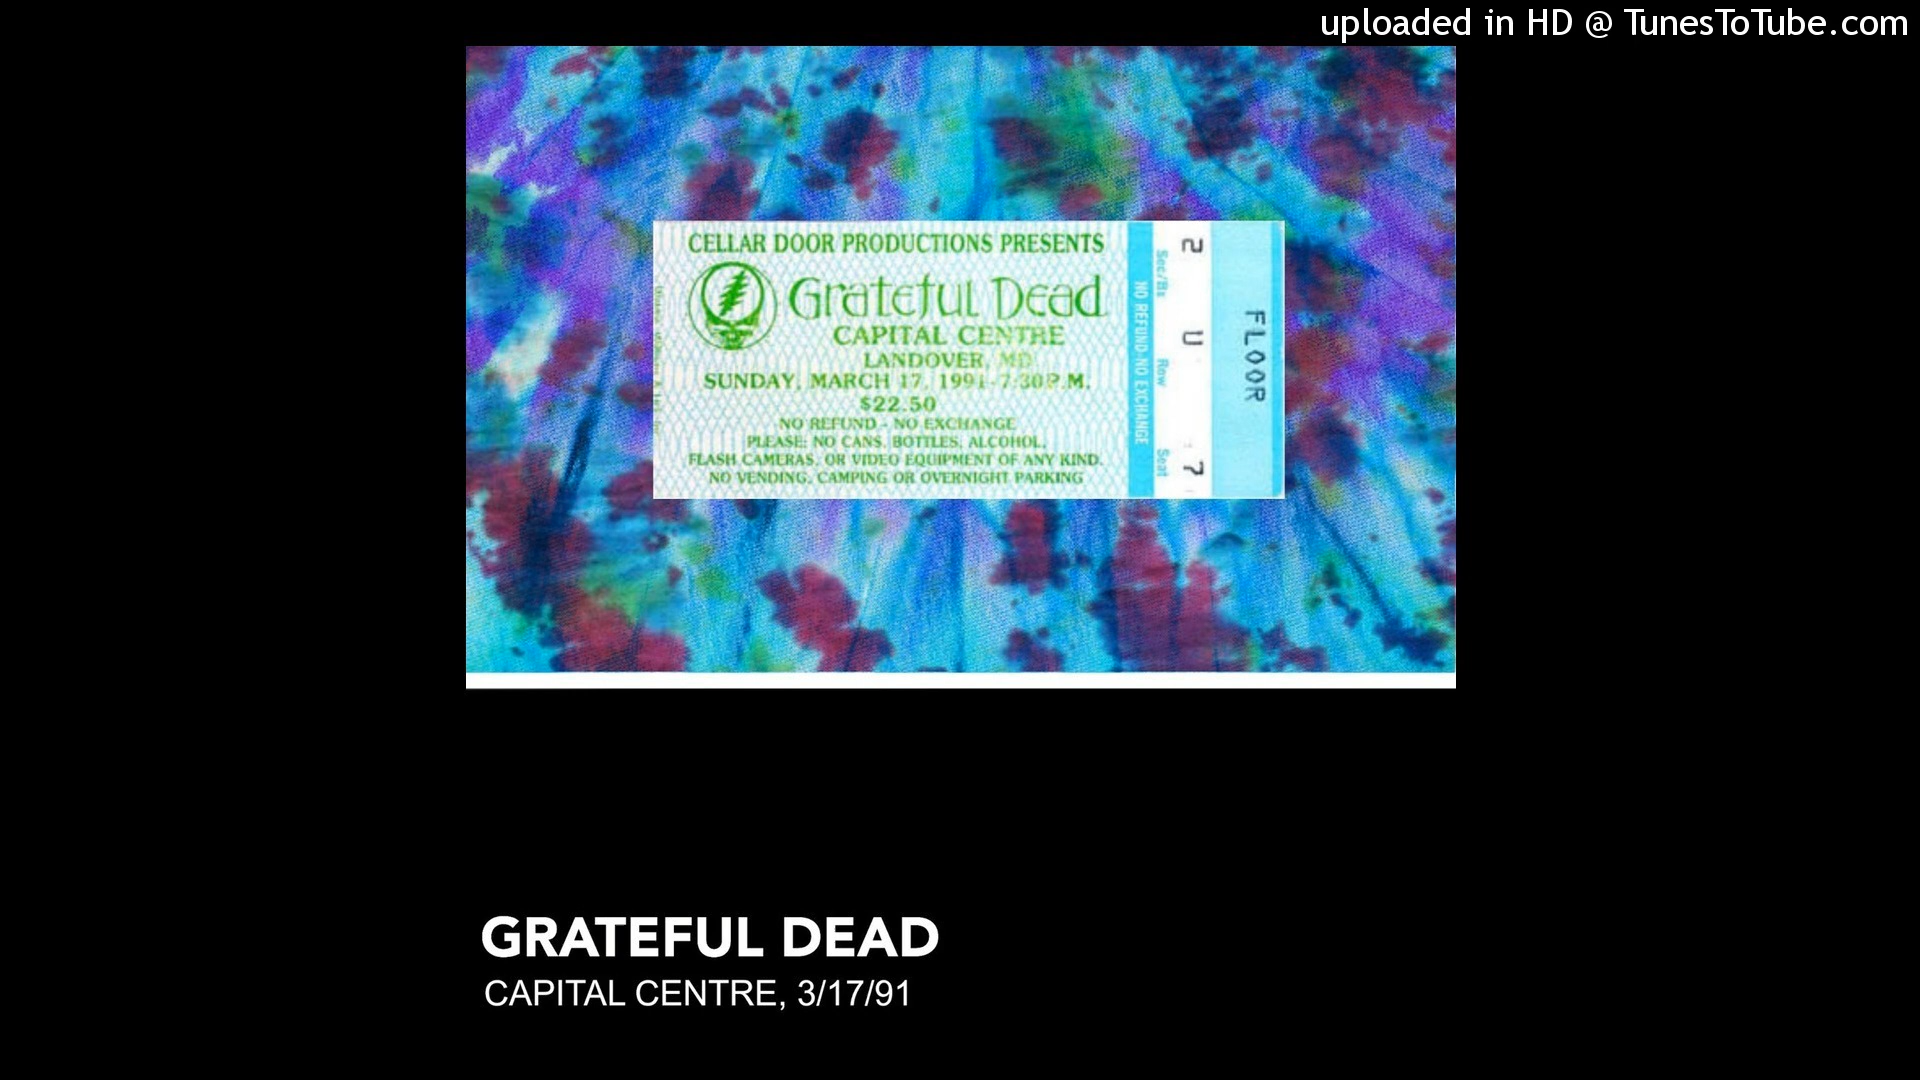 uploaded in HD @ TunesToTube.com
CELLAR DOOR PRODUCTIONS PRESENTS
Grateful Dead
CAPITAL CENTRE
LANDOVER, MD
SUNDAY, MARCH 17, 1991-7:30P.M.
$22.50
NO REFUND - NO EXCHANGE
PLEASE: NO CANS, BOTTLES, ALCOHOL,
FLASH CAMERAS, OR VIDEO EQUIPMENT OF ANY KIND.
NO VENDING, CAMPING OR OVERNIGHT PARKING
NO REFUND-NO EXCHANGE
Sec/Bx Row Seat
2 U 7
FLOOR
GRATEFUL DEAD
CAPITAL CENTRE, 3/17/91